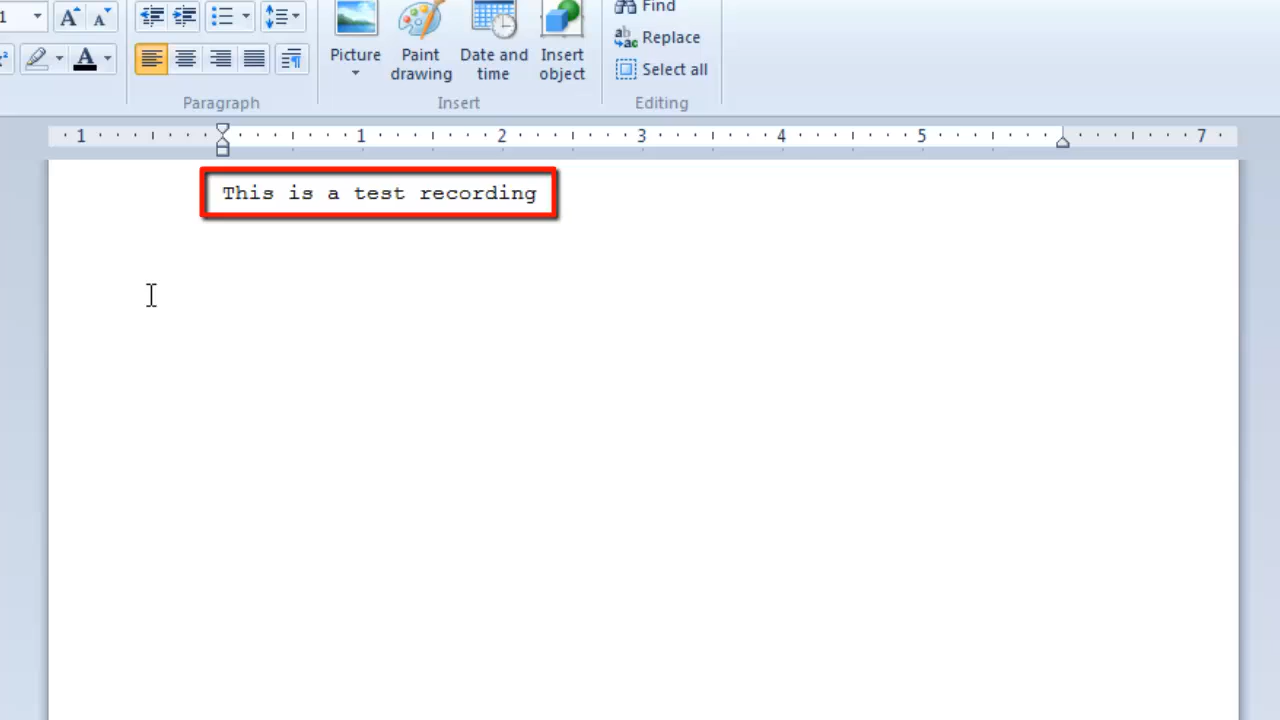 1 A A Find
Replace
A Picture Paint drawing Date and time Insert object Select all
Paragraph Insert Editing
1 1 2 3 4 5 7
This is a test recording